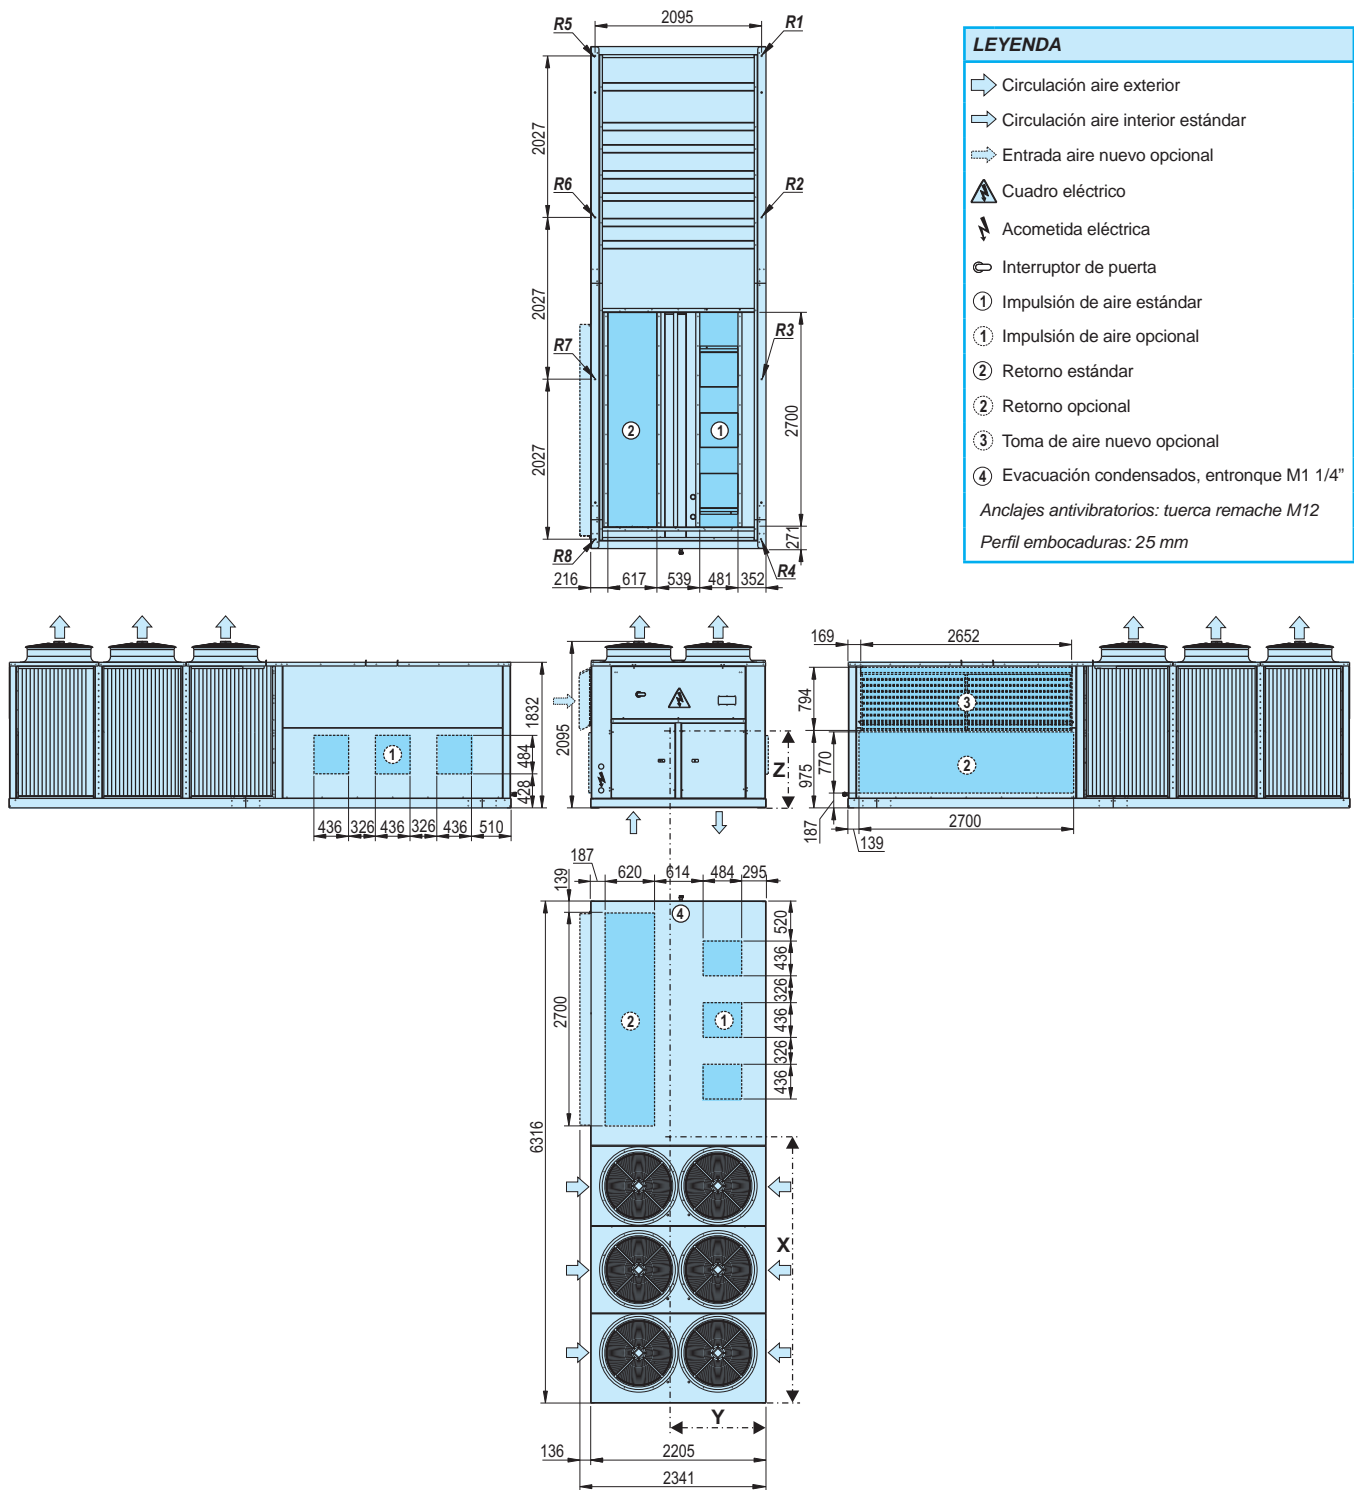 2095
R5
R1
2027
R6
R2
2027
R7
R3
2700
2
1
2027
271
R8
R4
216
617
539
481
352
LEYENDA
Circulación aire exterior
Circulación aire interior estándar
Entrada aire nuevo opcional
Cuadro eléctrico
Acometida eléctrica
Interruptor de puerta
1 Impulsión de aire estándar
1 Impulsión de aire opcional
2 Retorno estándar
2 Retorno opcional
3 Toma de aire nuevo opcional
4 Evacuación condensados, entronque M1 1/4”
Anclajes antivibratorios: tuerca remache M12
Perfil embocaduras: 25 mm
1832
484
428
1
436
326
436
326
436
510
2095
Z
169
2652
794
3
770
975
2
187
2700
139
187
139
620
614
484
295
4
520
436
326
436
326
436
2700
2
1
6316
X
Y
136
2205
2341